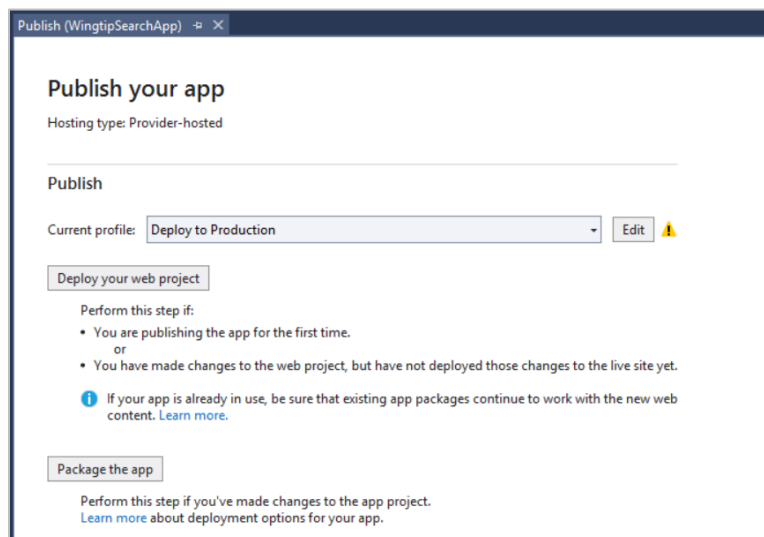 Publish (WingtipSearchApp)
Publish your app
Hosting type: Provider-hosted
Publish
Current profile: Deploy to Production Edit
Deploy your web project
Perform this step if:
• You are publishing the app for the first time.
or
• You have made changes to the web project, but have not deployed those changes to the live site yet.
If your app is already in use, be sure that existing app packages continue to work with the new web
content. Learn more.
Package the app
Perform this step if you've made changes to the app project.
Learn more about deployment options for your app.